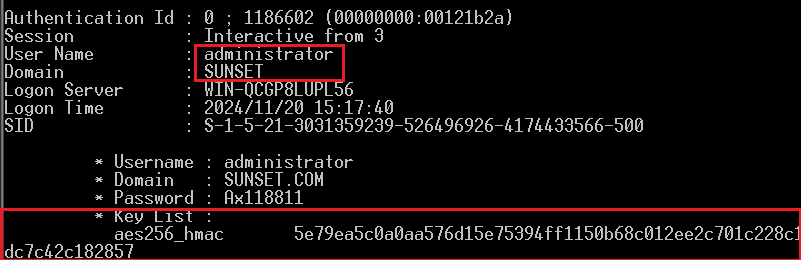 Authentication Id : 0 ; 1186602 (00000000:00121b2a)
Session           : Interactive from 3
User Name         : administrator
Domain            : SUNSET
Logon Server      : WIN-QCGP8LUPL56
Logon Time        : 2024/11/20 15:17:40
SID               : S-1-5-21-3031359239-526496926-4174433566-500
* Username : administrator
* Domain   : SUNSET.COM
* Password : Ax118811
* Key List :
aes256_hmac       5e79ea5c0a0aa576d15e75394ff1150b68c012ee2c701c228c1
dc7c42c182857